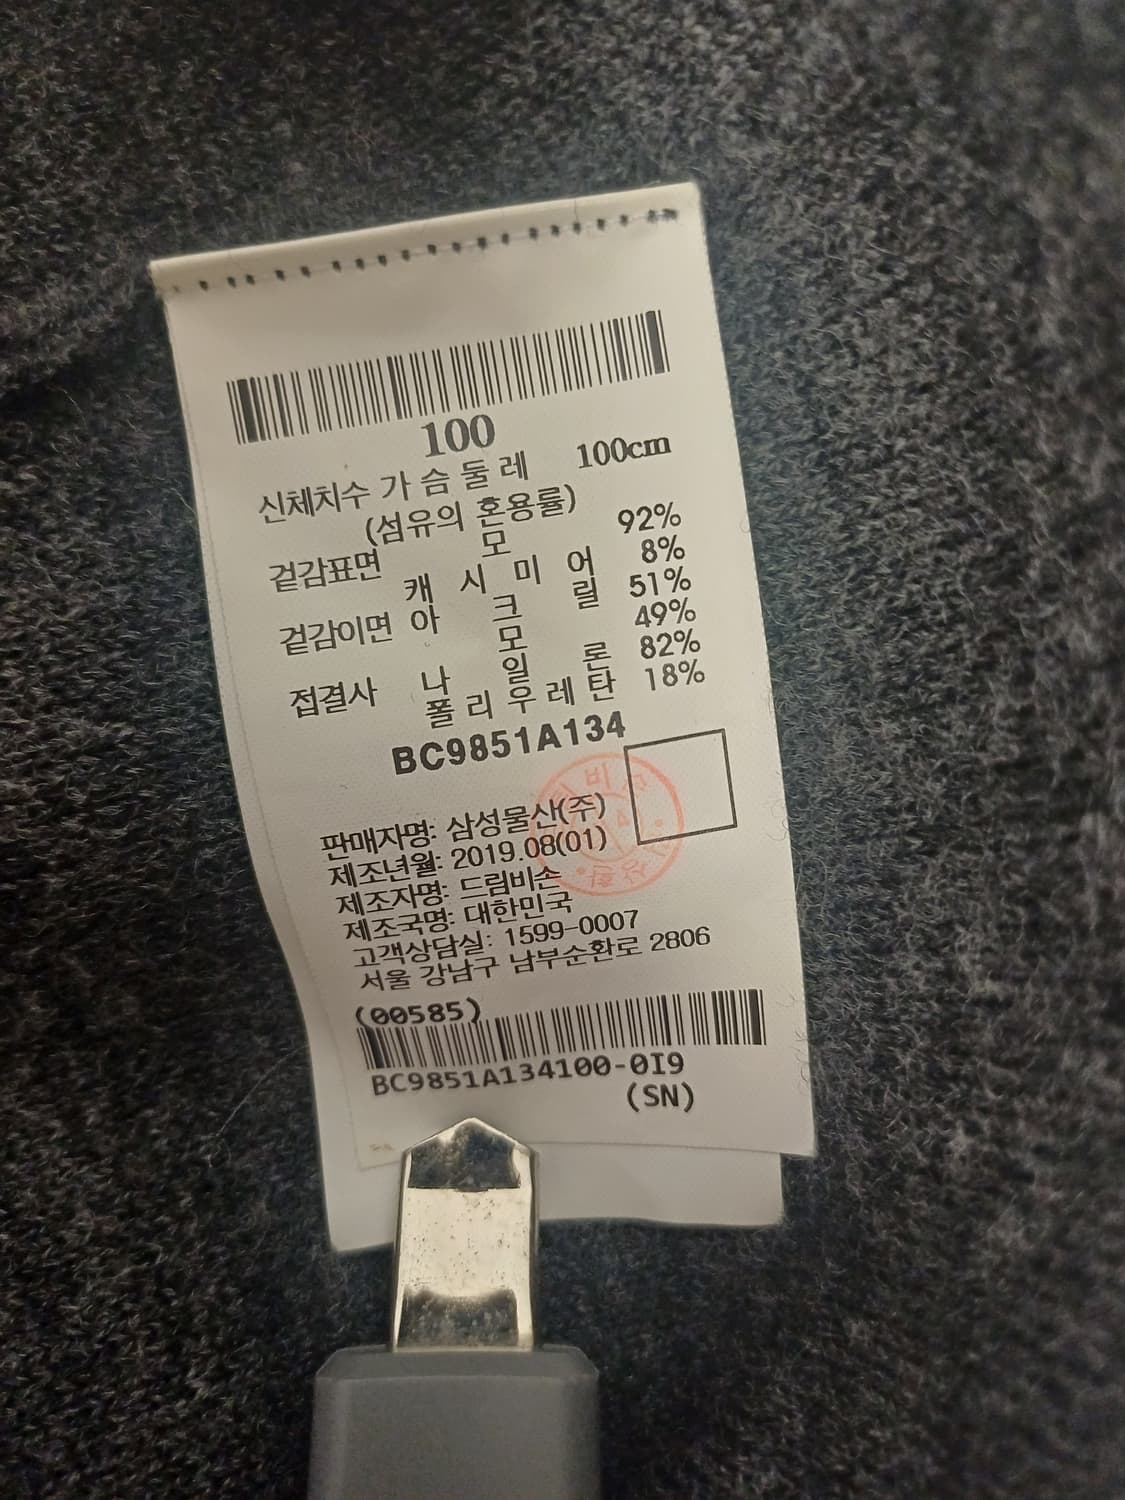 100
신체치수 가 슴 둘 레 100cm
(섬유의 혼용률)
겉감표면 모 92%
캐 시 미 어 8%
겉감이면 아 크 릴 51%
모 49%
접결사 나 일 론 82%
폴 리 우 레 탄 18%
BC9851A134
판매자명: 삼성물산(주)
제조년월: 2019.08(01)
제조자명: 드림비손
제조국명: 대한민국
고객상담실: 1599-0007
서울 강남구 남부순환로 2806
(00585)
BC9851A134100-0I9
(SN)